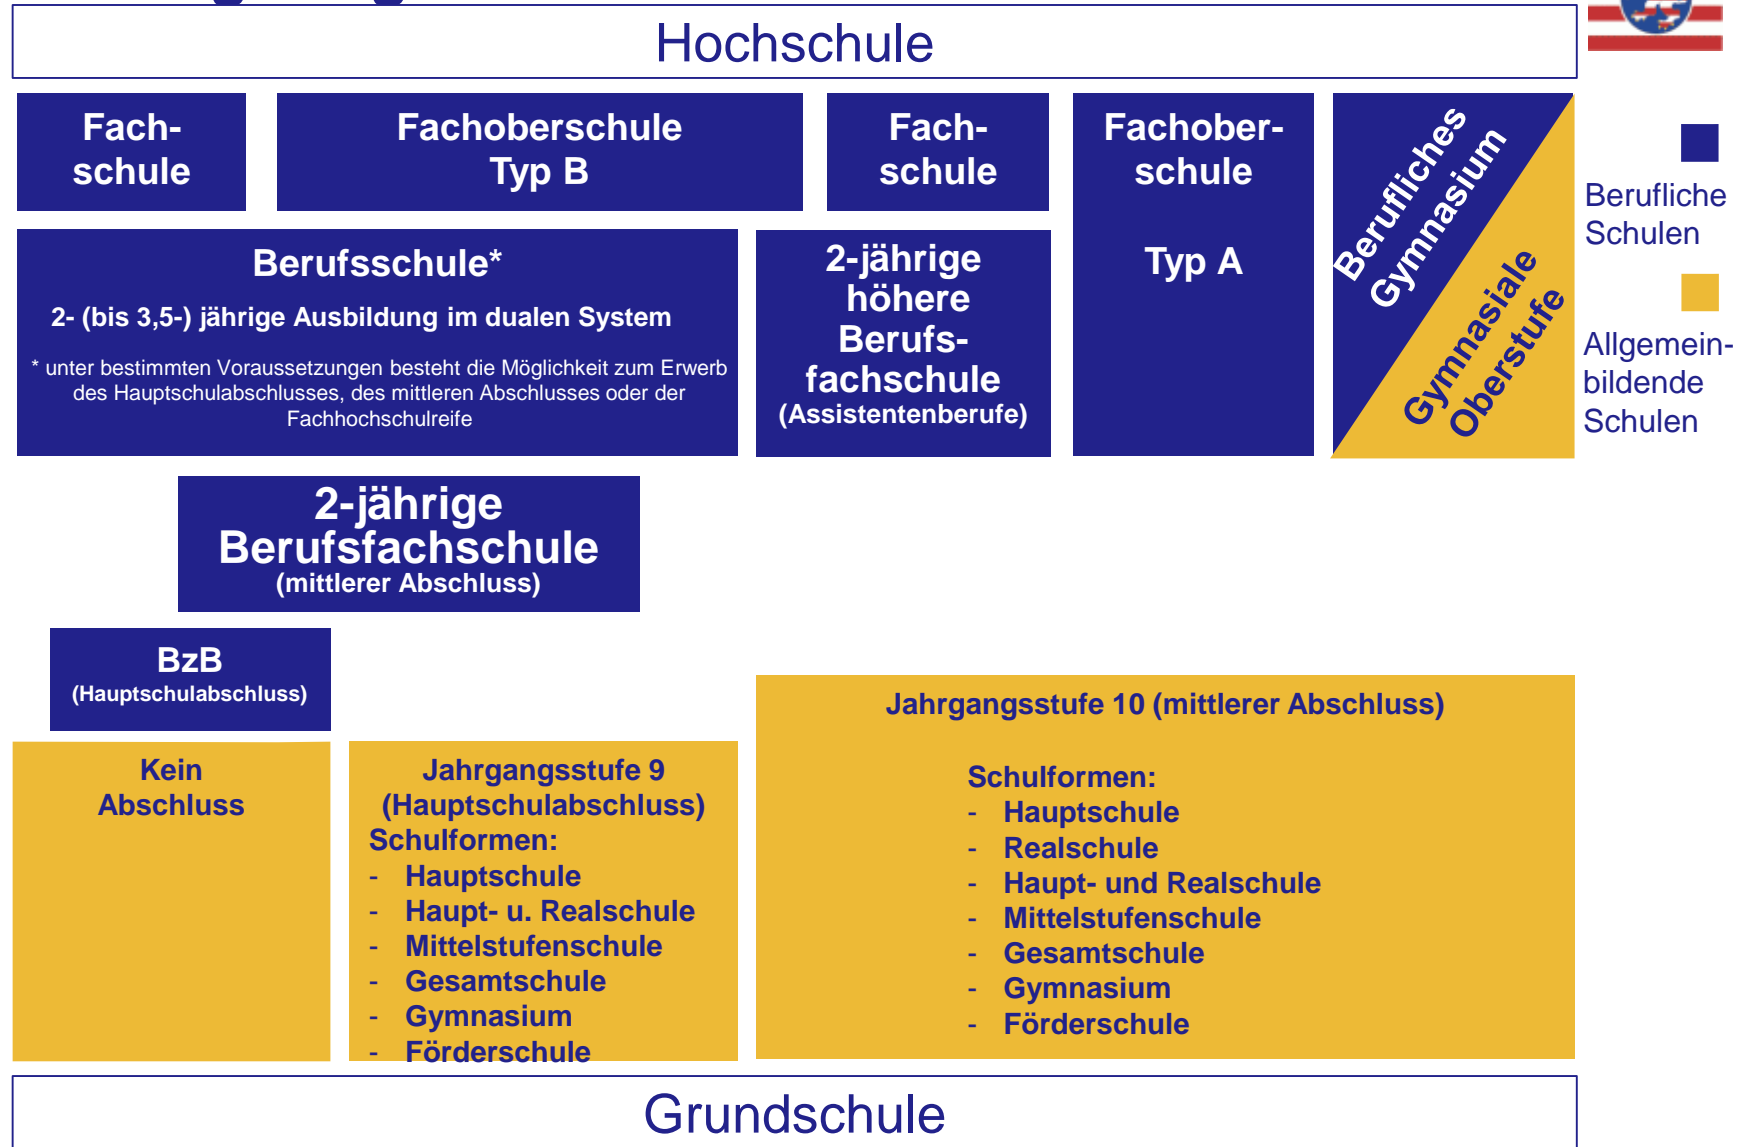 Hochschule
Fach-
schule
Fachoberschule
Typ B
Fach-
schule
Fachober-
schule
Typ A
Berufliches
Gymnasium
Gymnasiale
Oberstufe
Berufliche
Schulen
Allgemein-
bildende
Schulen
Berufsschule*
2- (bis 3,5-) jährige Ausbildung im dualen System
* unter bestimmten Voraussetzungen besteht die Möglichkeit zum Erwerb
des Hauptschulabschlusses, des mittleren Abschlusses oder der
Fachhochschulreife
2-jährige
höhere
Berufs-
fachschule
(Assistentenberufe)
2-jährige
Berufsfachschule
(mittlerer Abschluss)
BzB
(Hauptschulabschluss)
Kein
Abschluss
Jahrgangsstufe 9
(Hauptschulabschluss)
Schulformen:
- Hauptschule
- Haupt- u. Realschule
- Mittelstufenschule
- Gesamtschule
- Gymnasium
- Förderschule
Jahrgangsstufe 10 (mittlerer Abschluss)
Schulformen:
- Hauptschule
- Realschule
- Haupt- und Realschule
- Mittelstufenschule
- Gesamtschule
- Gymnasium
- Förderschule
Grundschule